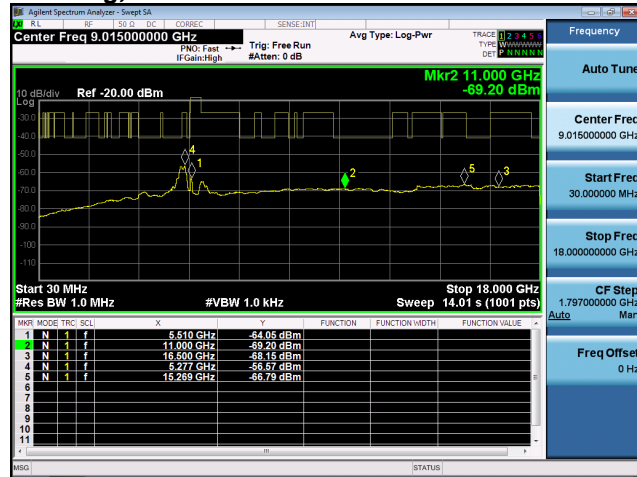 Agilent Spectrum Analyzer - Swept SA
LXI RL RF 50 Ω DC CORREC SENSE:INT
Center Freq 9.015000000 GHz
PNO: Fast
IFGain:High
Trig: Free Run
#Atten: 0 dB
Avg Type: Log-Pwr
TRACE 1 2 3 4 5 6
TYPE WWWWWW
DET P N N N N N
Mkr2 11.000 GHz
-69.20 dBm
10 dB/div Ref -20.00 dBm
Log
-30.0
-40.0
-50.0
-60.0
-70.0
-80.0
-90.0
-100
-110
4
1
2
5
3
Start 30 MHz
Stop 18.000 GHz
#Res BW 1.0 MHz
#VBW 1.0 kHz
Sweep 14.01 s (1001 pts)
MKR MODE TRC SCL X Y FUNCTION FUNCTION WIDTH FUNCTION VALUE
1 N 1 f 5.510 GHz -64.05 dBm
2 N 1 f 11.000 GHz -69.20 dBm
3 N 1 f 16.500 GHz -68.15 dBm
4 N 1 f 5.277 GHz -56.57 dBm
5 N 1 f 15.269 GHz -66.79 dBm
6
7
8
9
10
11
MSG
STATUS
Frequency
Auto Tune
Center Freq
9.015000000 GHz
Start Freq
30.000000 MHz
Stop Freq
18.000000000 GHz
CF Step
1.797000000 GHz
Auto Man
Freq Offset
0 Hz